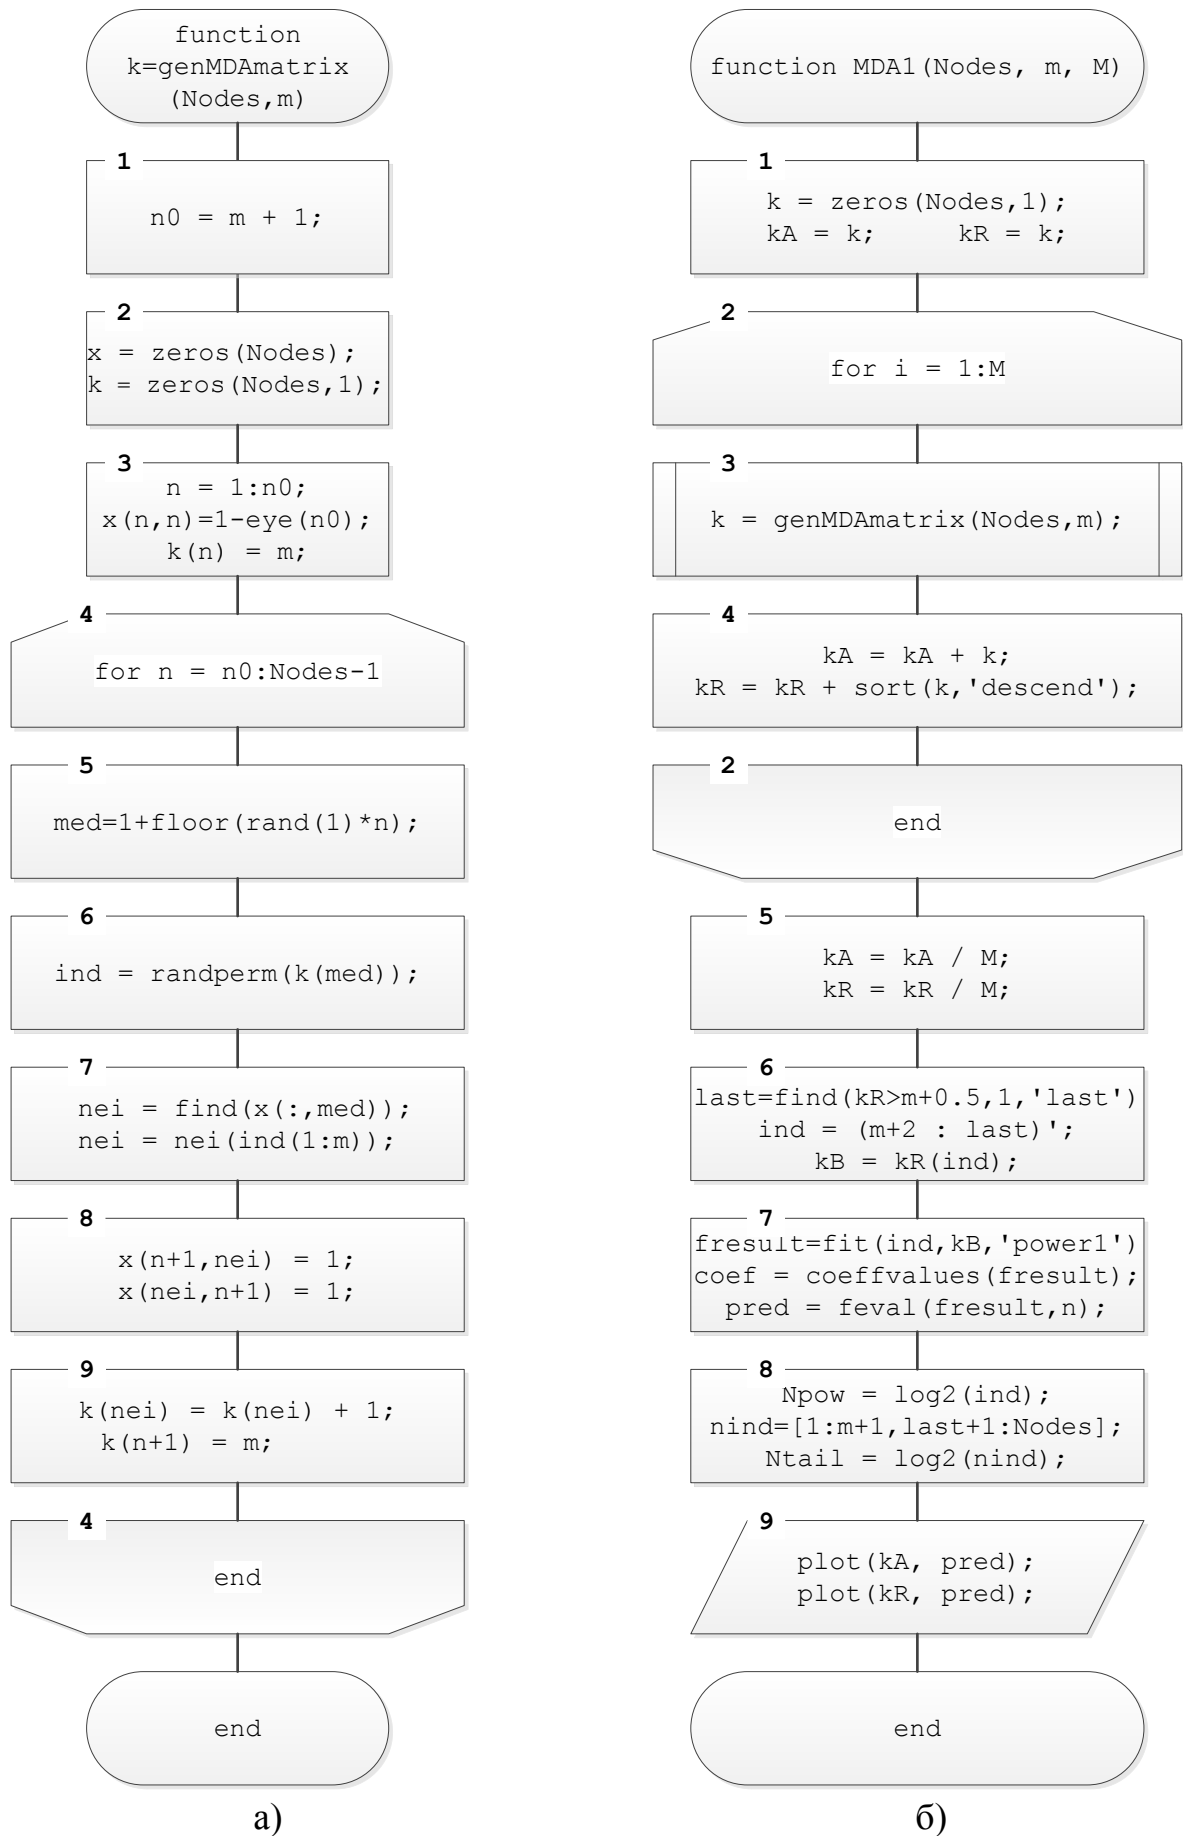 function
k=genMDAmatrix
(Nodes,m)
1
n0 = m + 1;
2
x = zeros(Nodes);
k = zeros(Nodes,1);
3
n = 1:n0;
x(n,n)=1-eye(n0);
k(n) = m;
4
for n = n0:Nodes-1
5
med=1+floor(rand(1)*n);
6
ind = randperm(k(med));
7
nei = find(x(:,med));
nei = nei(ind(1:m));
8
x(n+1,nei) = 1;
x(nei,n+1) = 1;
9
k(nei) = k(nei) + 1;
k(n+1) = m;
4
end
end
а)
function MDA1(Nodes, m, M)
1
k = zeros(Nodes,1);
kA = k; kR = k;
2
for i = 1:M
3
k = genMDAmatrix(Nodes,m);
4
kA = kA + k;
kR = kR + sort(k,'descend');
2
end
5
kA = kA / M;
kR = kR / M;
6
last=find(kR>m+0.5,1,'last')
ind = (m+2 : last)';
kB = kR(ind);
7
fresult=fit(ind,kB,'power1')
coef = coeffvalues(fresult);
pred = feval(fresult,n);
8
Npow = log2(ind);
nind=[1:m+1,last+1:Nodes];
Ntail = log2(nind);
9
plot(kA, pred);
plot(kR, pred);
end
б)